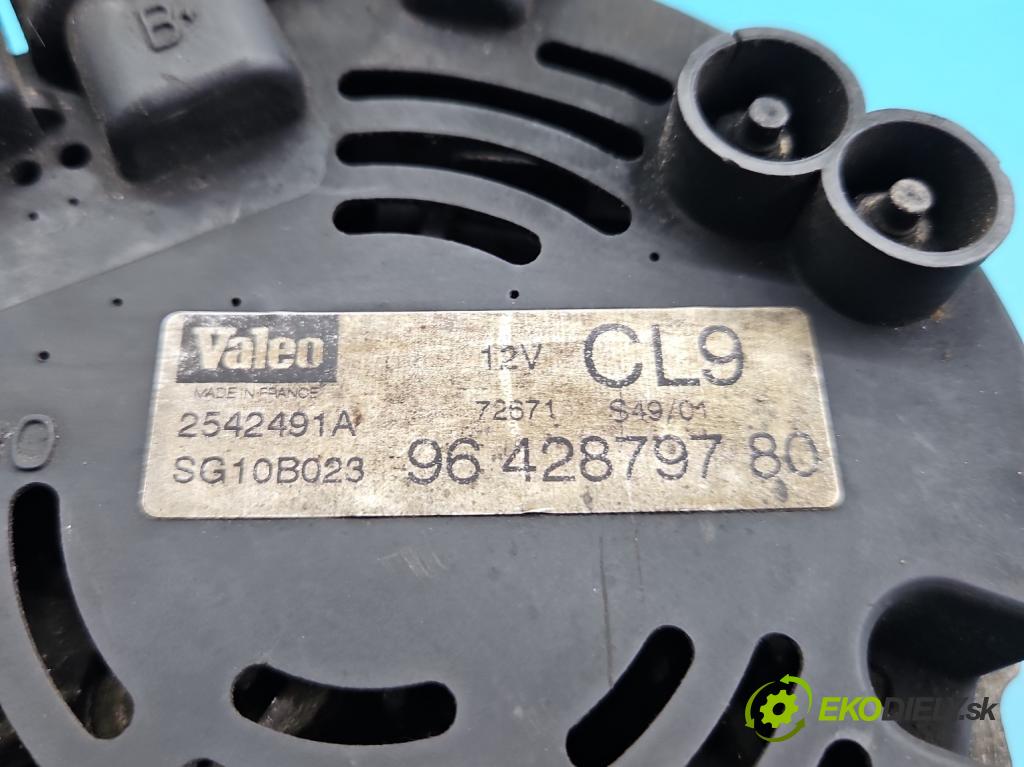 B+
Valeo
12V CL9
MADE IN FRANCE
2542491A 72671 S49/01
SG10B023 96 428797 80
EKODIELY.sk